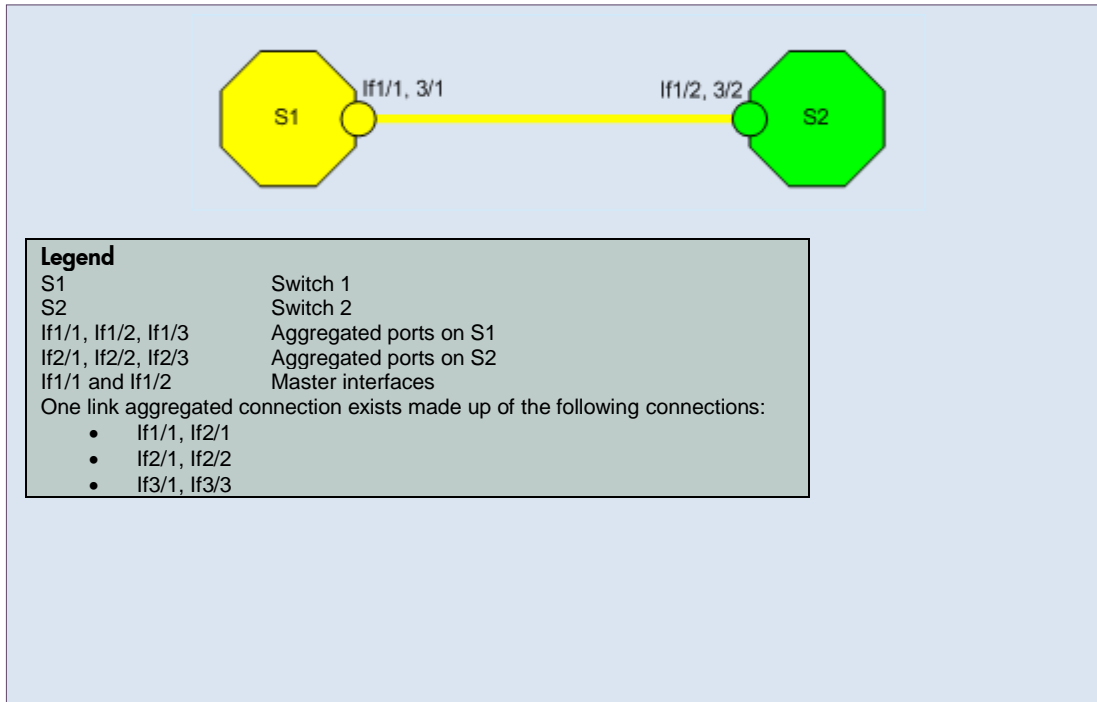 If1/1, 3/1
If1/2, 3/2
S1
S2
Legend
S1 Switch 1
S2 Switch 2
If1/1, If1/2, If1/3 Aggregated ports on S1
If2/1, If2/2, If2/3 Aggregated ports on S2
If1/1 and If1/2 Master interfaces
One link aggregated connection exists made up of the following connections:
• If1/1, If2/1
• If2/1, If2/2
• If3/1, If3/3